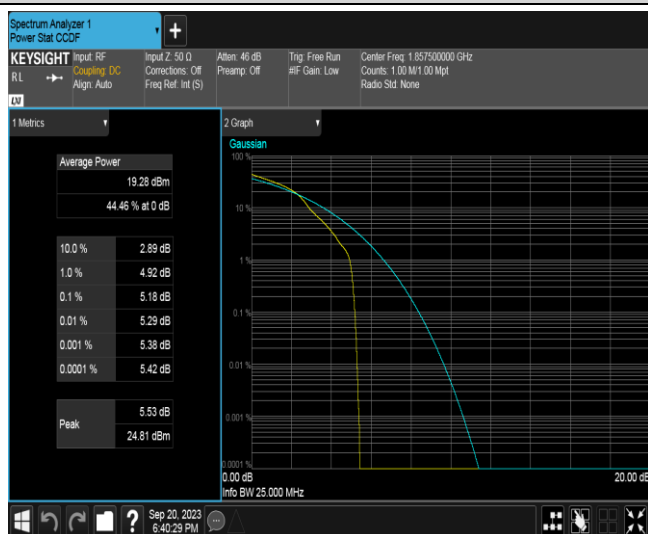 Spectrum Analyzer 1
Power Stat CCDF
+
KEYSIGHT Input: RF Input Z: 50 Ω Atten: 46 dB Trig: Free Run Center Freq: 1.857500000 GHz
RL Coupling: DC Corrections: Off Preamp: Off #IF Gain: Low Counts: 1.00 M/1.00 Mpt
Align: Auto Freq Ref: Int (S) Radio Std: None
LXI
1 Metrics
Average Power
19.28 dBm
44.46 % at 0 dB
10.0 % 2.89 dB
1.0 % 4.92 dB
0.1 % 5.18 dB
0.01 % 5.29 dB
0.001 % 5.38 dB
0.0001 % 5.42 dB
Peak 5.53 dB
24.81 dBm
2 Graph
Gaussian
100 %
10 %
1 %
0.1 %
0.01 %
0.001 %
0.0001 %
0.00 dB 20.00 dB
Info BW 25.000 MHz
? Sep 20, 2023
6:40:29 PM